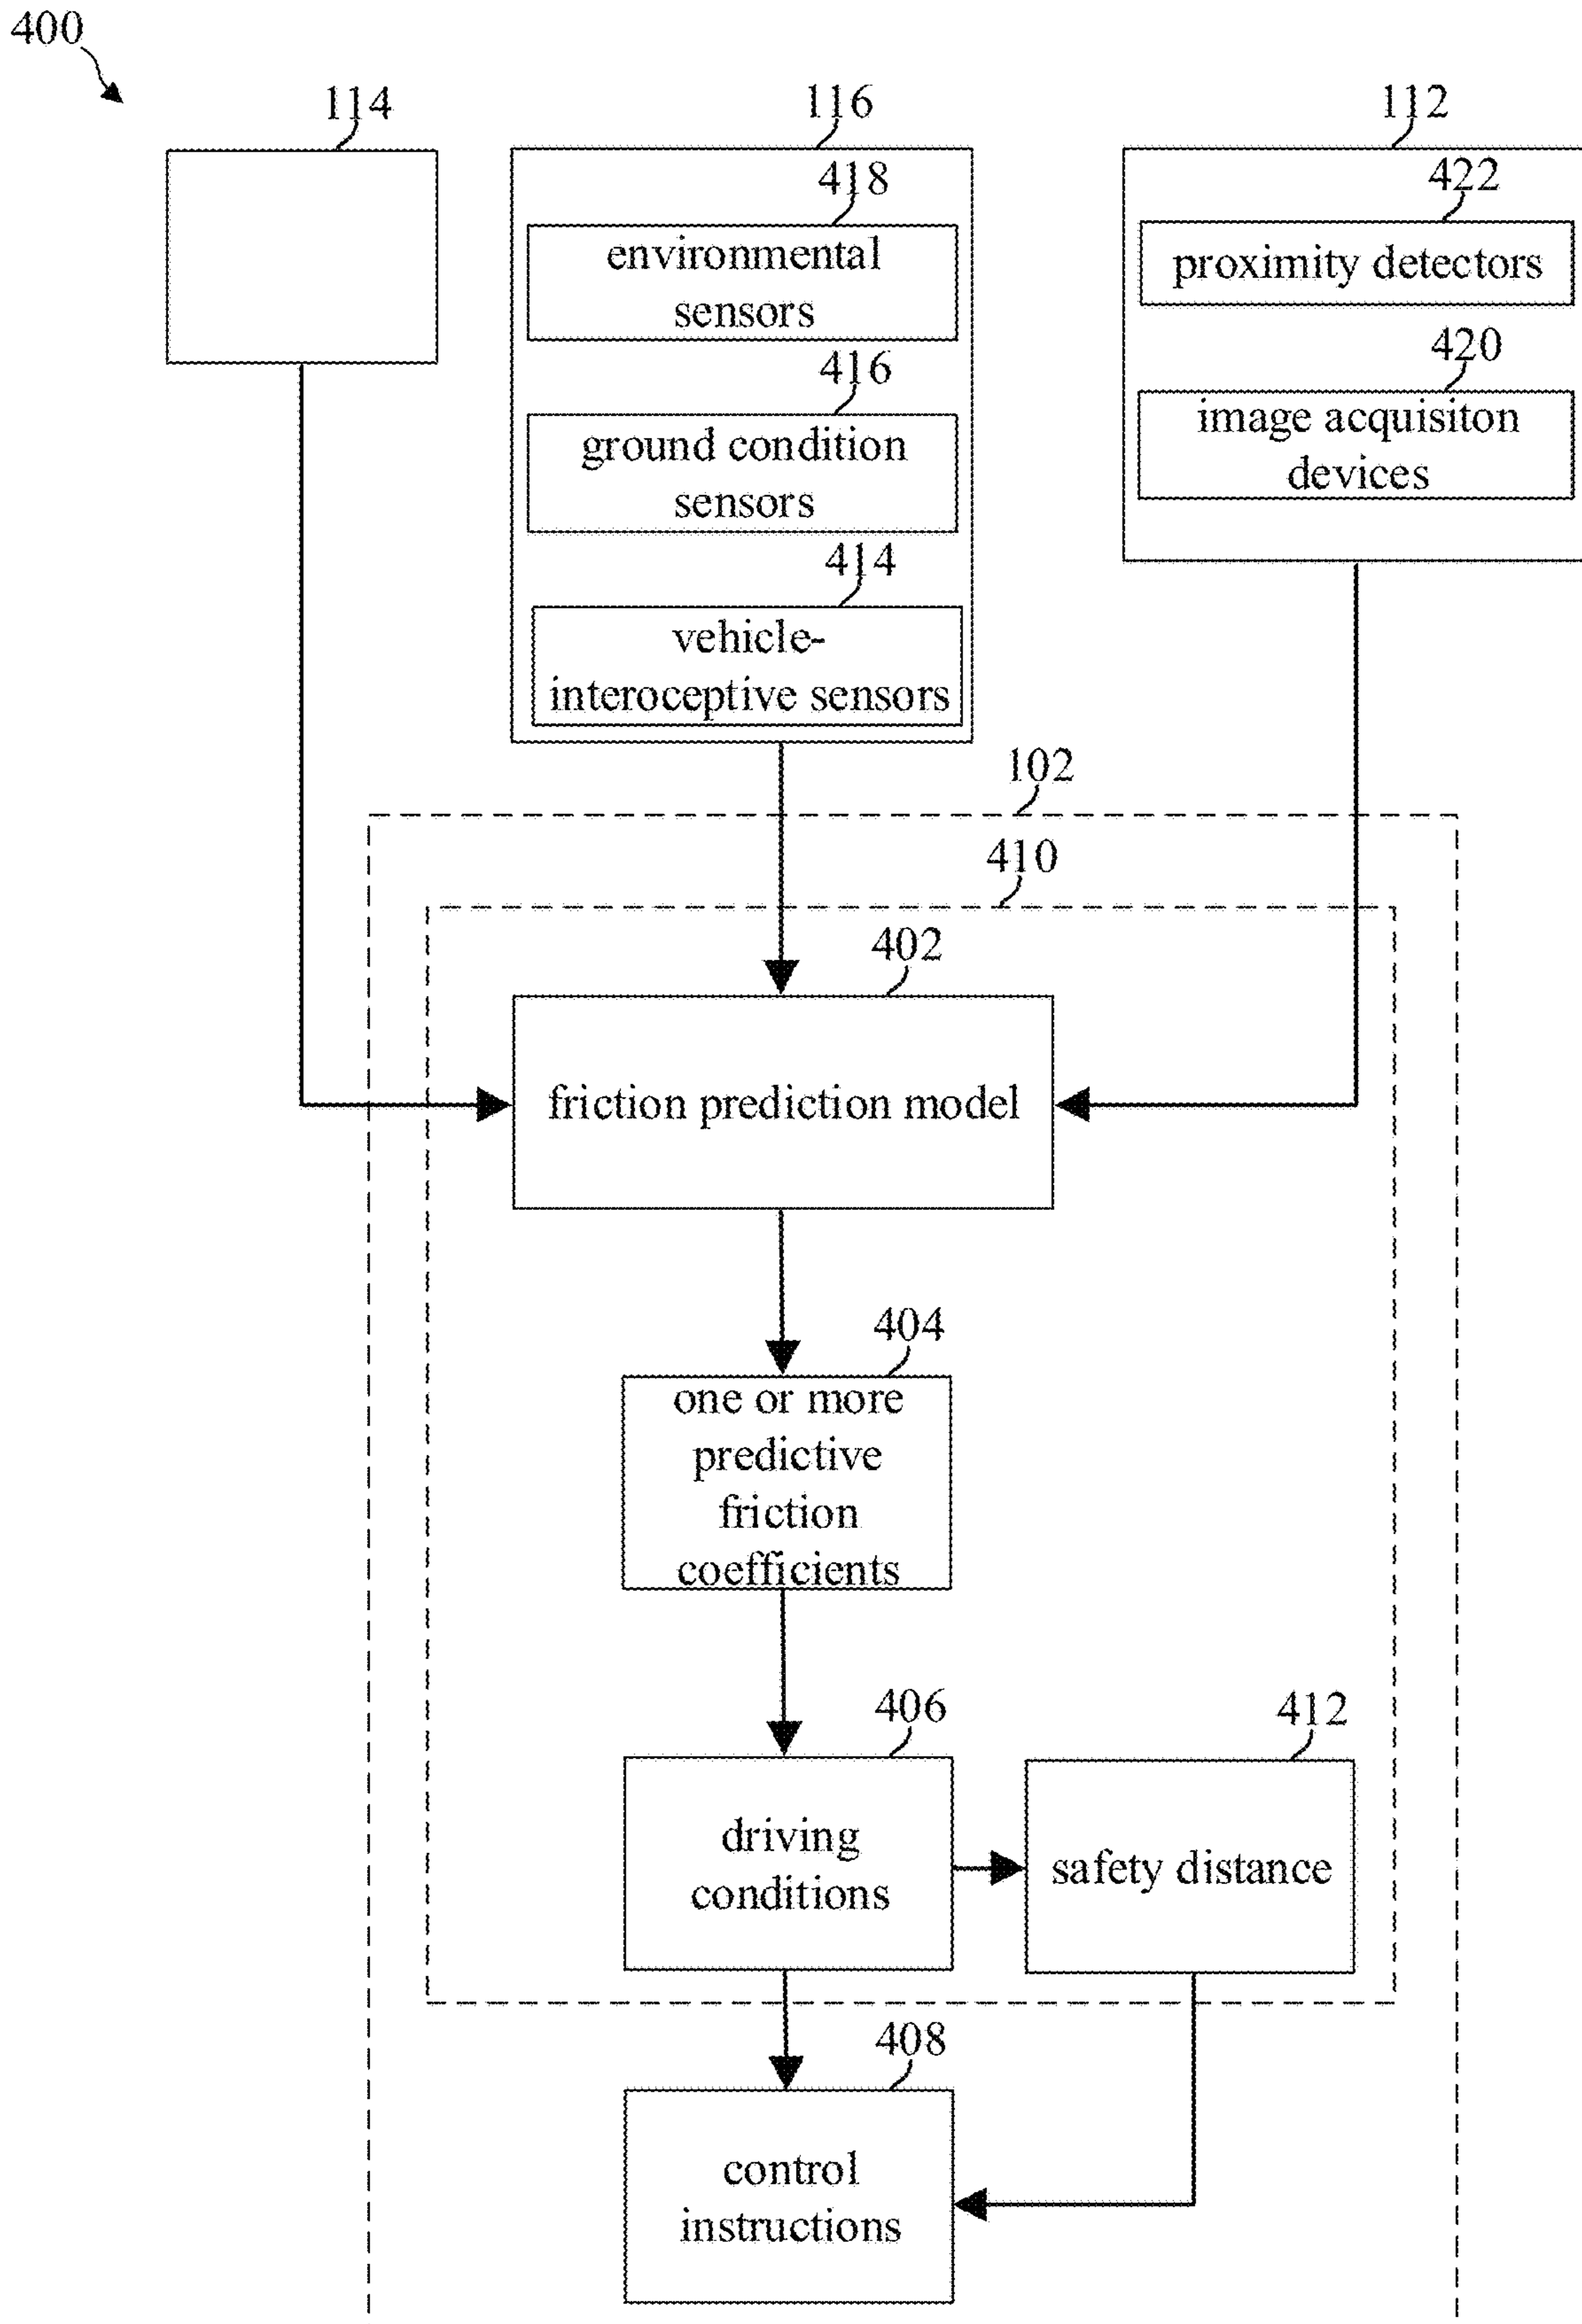 400
114
116
112
418
environmental
sensors
416
ground condition
sensors
414
vehicle-
interoceptive sensors
422
proximity detectors
420
image acquisiton
devices
102
410
402
friction prediction model
404
one or more
predictive
friction
coefficients
406
driving
conditions
412
safety distance
408
control
instructions